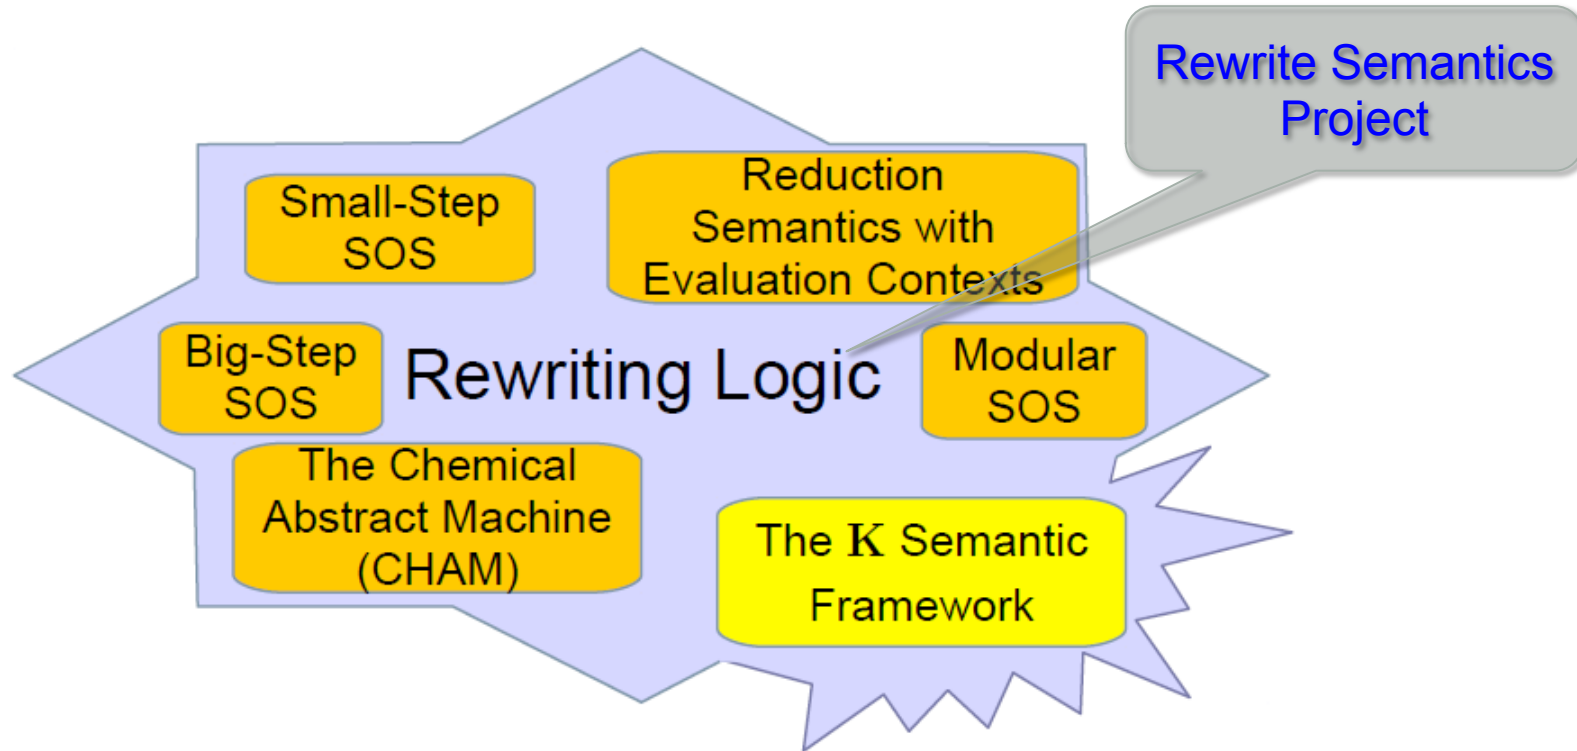 Rewrite Semantics
Project
Small-Step
SOS
Reduction
Semantics with
Evaluation Contexts
Big-Step
SOS
Rewriting Logic
Modular
SOS
The Chemical
Abstract Machine
(CHAM)
The K Semantic
Framework